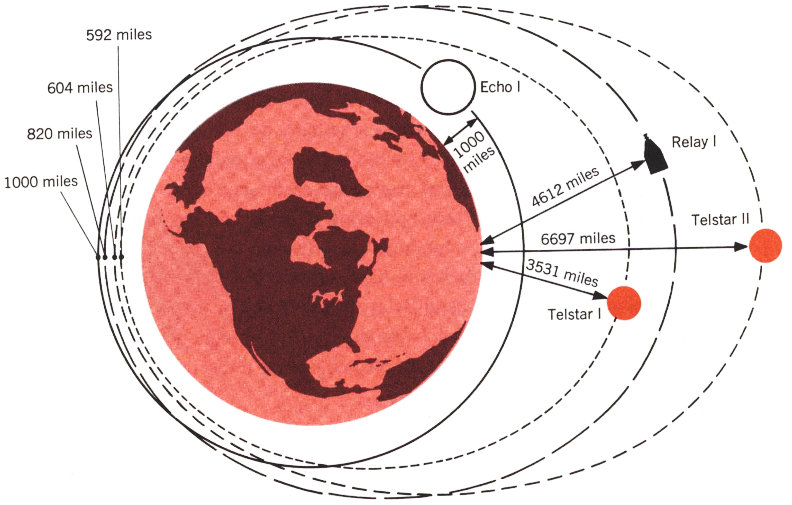 592 miles
604 miles
820 miles
1000 miles
Echo I
1000
miles
Relay I
4612 miles
Telstar II
6697 miles
3531 miles
Telstar I